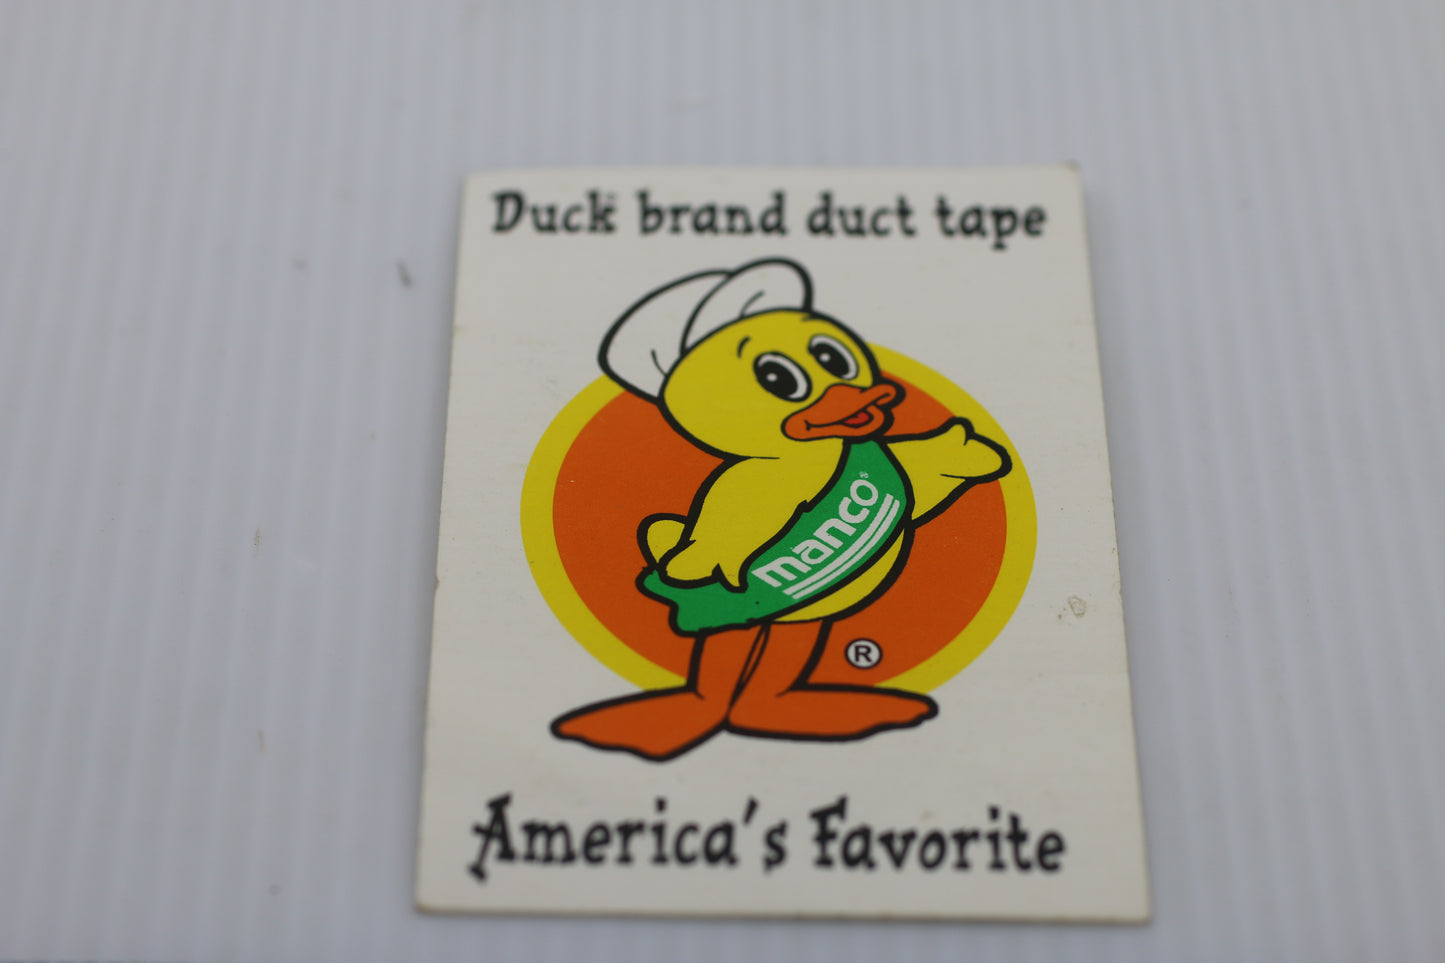 Duck® brand duct tape
manco®
®
America's Favorite